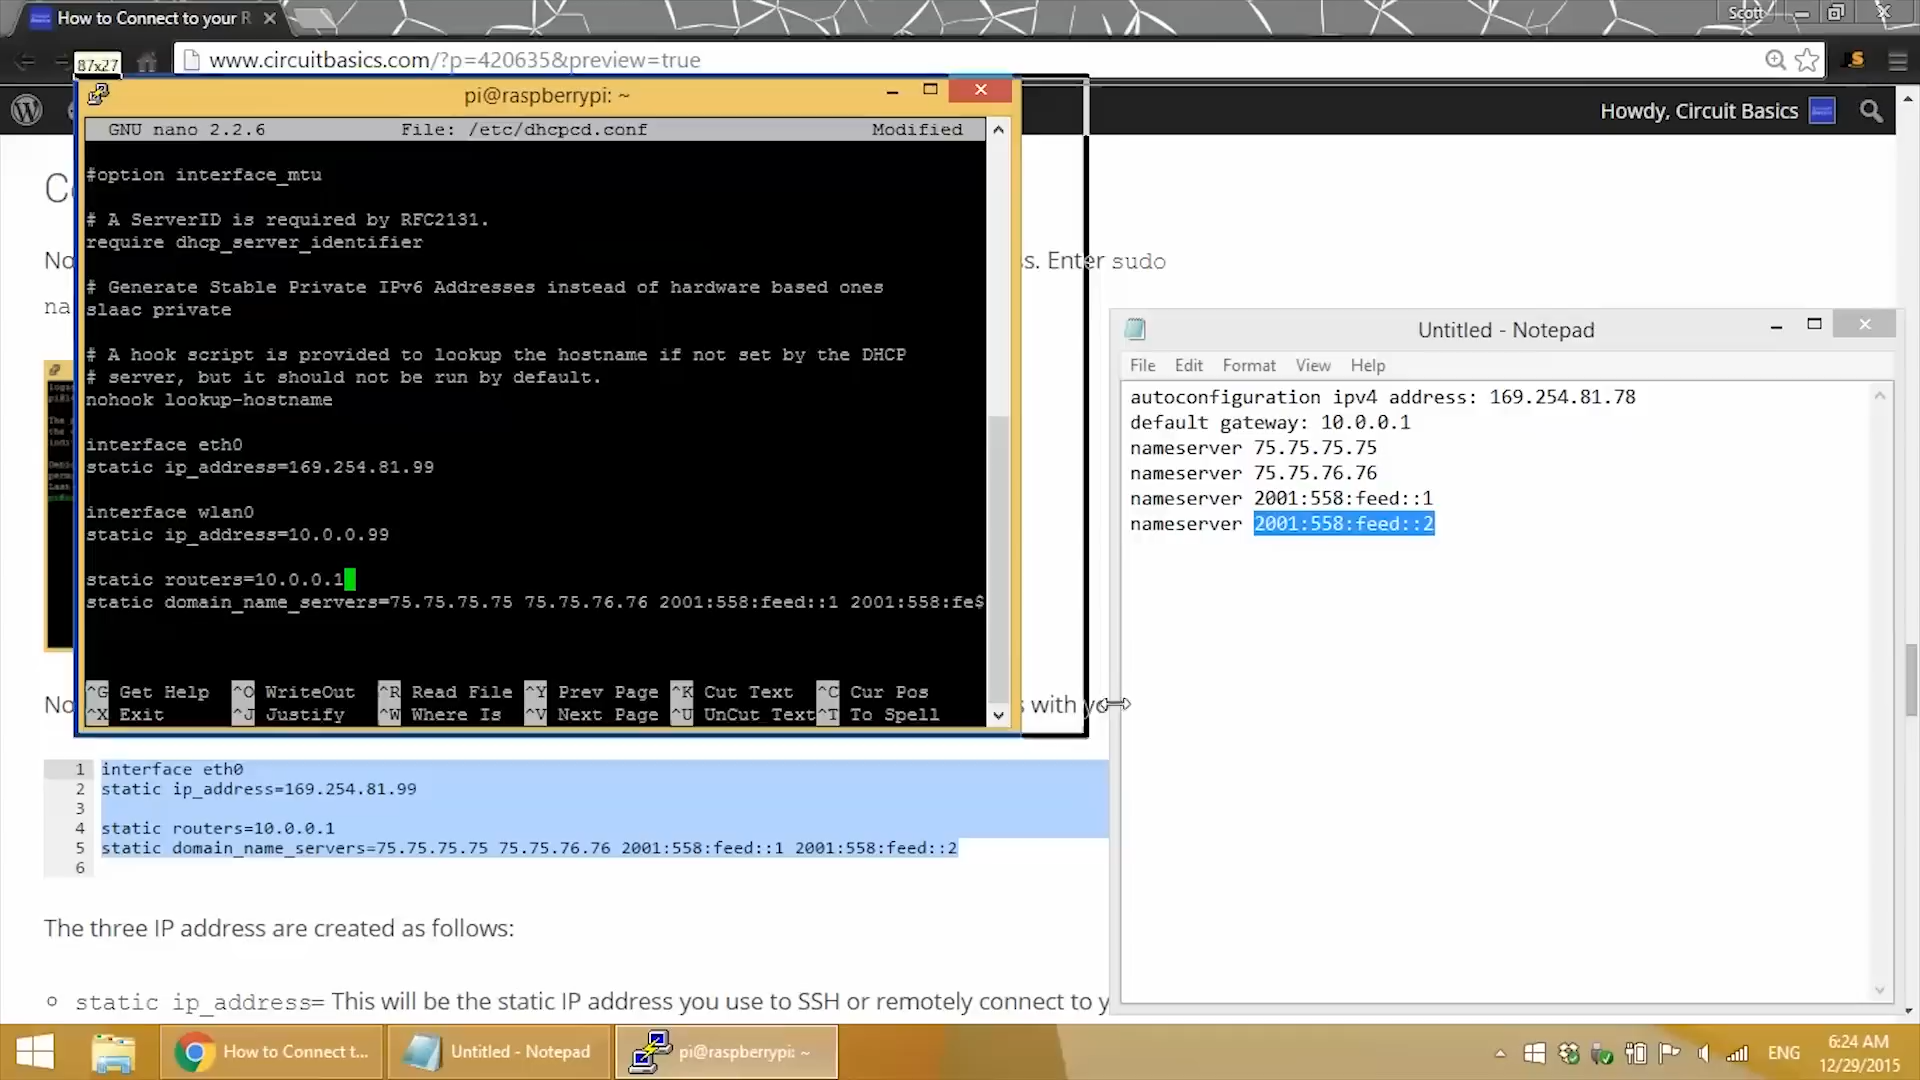 How to Connect to your R
Scott
www.circuitbasics.com/?p=420635&preview=true
87x27
Howdy, Circuit Basics
pi@raspberrypi: ~
GNU nano 2.2.6 File: /etc/dhcpcd.conf Modified
#option interface_mtu
# A ServerID is required by RFC2131.
require dhcp_server_identifier
# Generate Stable Private IPv6 Addresses instead of hardware based ones
slaac private
# A hook script is provided to lookup the hostname if not set by the DHCP
# server, but it should not be run by default.
nohook lookup-hostname
interface eth0
static ip_address=169.254.81.99
interface wlan0
static ip_address=10.0.0.99
static routers=10.0.0.1
static domain_name_servers=75.75.75.75 75.75.76.76 2001:558:feed::1 2001:558:fe$
^G Get Help ^O WriteOut ^R Read File ^Y Prev Page ^K Cut Text ^C Cur Pos
^X Exit ^J Justify ^W Where Is ^V Next Page ^U UnCut Text ^T To Spell
No s. Enter sudo
na
No s with yo
Untitled - Notepad
File Edit Format View Help
autoconfiguration ipv4 address: 169.254.81.78
default gateway: 10.0.0.1
nameserver 75.75.75.75
nameserver 75.75.76.76
nameserver 2001:558:feed::1
nameserver 2001:558:feed::2
1 interface eth0
2 static ip_address=169.254.81.99
3
4 static routers=10.0.0.1
5 static domain_name_servers=75.75.75.75 75.75.76.76 2001:558:feed::1 2001:558:feed::2
6
The three IP address are created as follows:
static ip_address= This will be the static IP address you use to SSH or remotely connect to y
How to Connect t...
Untitled - Notepad
pi@raspberrypi: ~
ENG
6:24 AM
12/29/2015